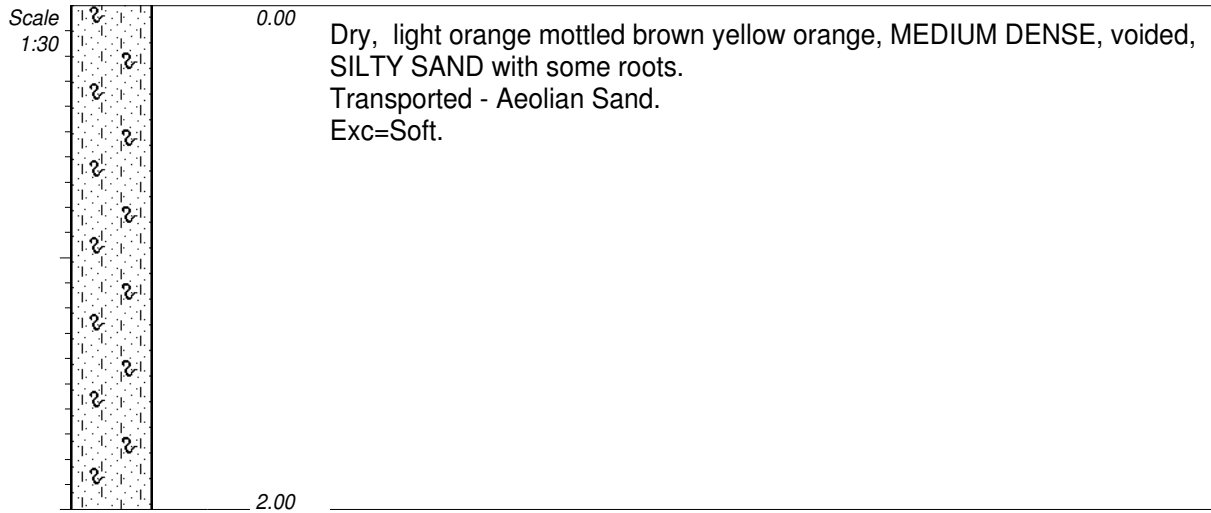 Scale
1:30
0.00
Dry, light orange mottled brown yellow orange, MEDIUM DENSE, voided,
SILTY SAND with some roots.
Transported - Aeolian Sand.
Exc=Soft.
2.00